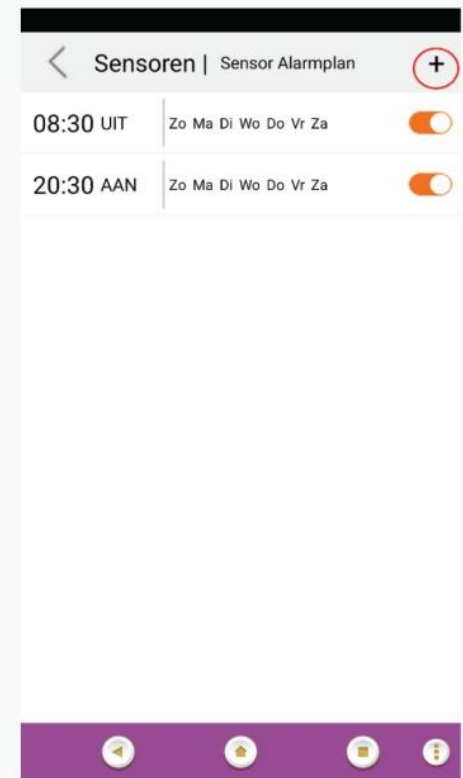 Sensoren | Sensor Alarmplan +
08:30 UIT Zo Ma Di Wo Do Vr Za
20:30 AAN Zo Ma Di Wo Do Vr Za